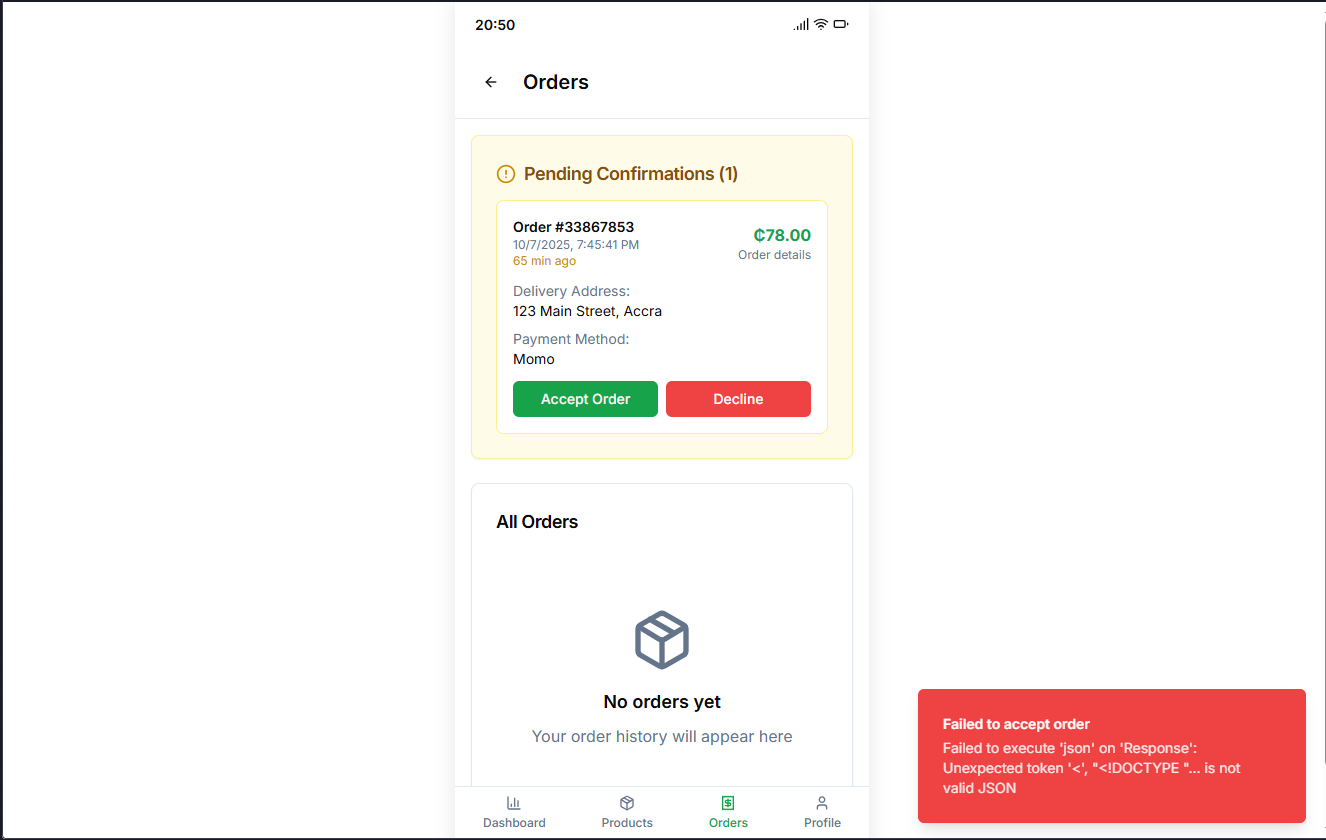 20:50
Orders
Pending Confirmations (1)
Order #33867853
₵78.00
10/7/2025, 7:45:41 PM
Order details
65 min ago
Delivery Address:
123 Main Street, Accra
Payment Method:
Momo
Accept Order
Decline
All Orders
No orders yet
Your order history will appear here
Dashboard
Products
Orders
Profile
Failed to accept order
Failed to execute 'json' on 'Response':
Unexpected token '<', "<!DOCTYPE "... is not
valid JSON